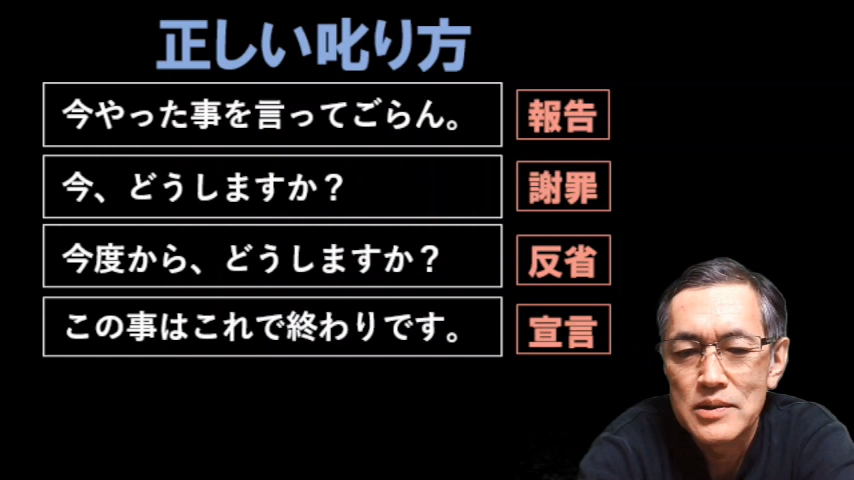 正しい叱り方
今やった事を言ってごらん。 報告
今、どうしますか？ 謝罪
今度から、どうしますか？ 反省
この事はこれで終わりです。 宣言